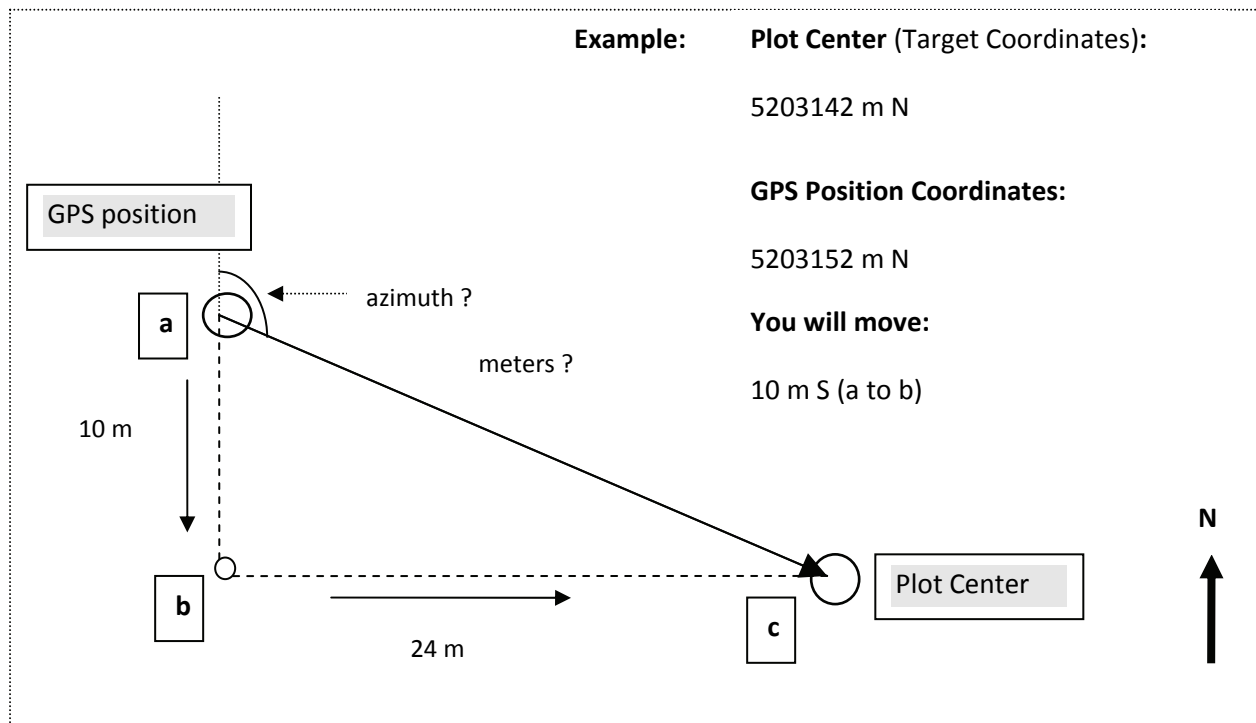 Example: Plot Center (Target Coordinates):
5203142 m N
GPS position
GPS Position Coordinates:
5203152 m N
azimuth ?
a
You will move:
meters ?
10 m S (a to b)
10 m
N
b
c
Plot Center
24 m